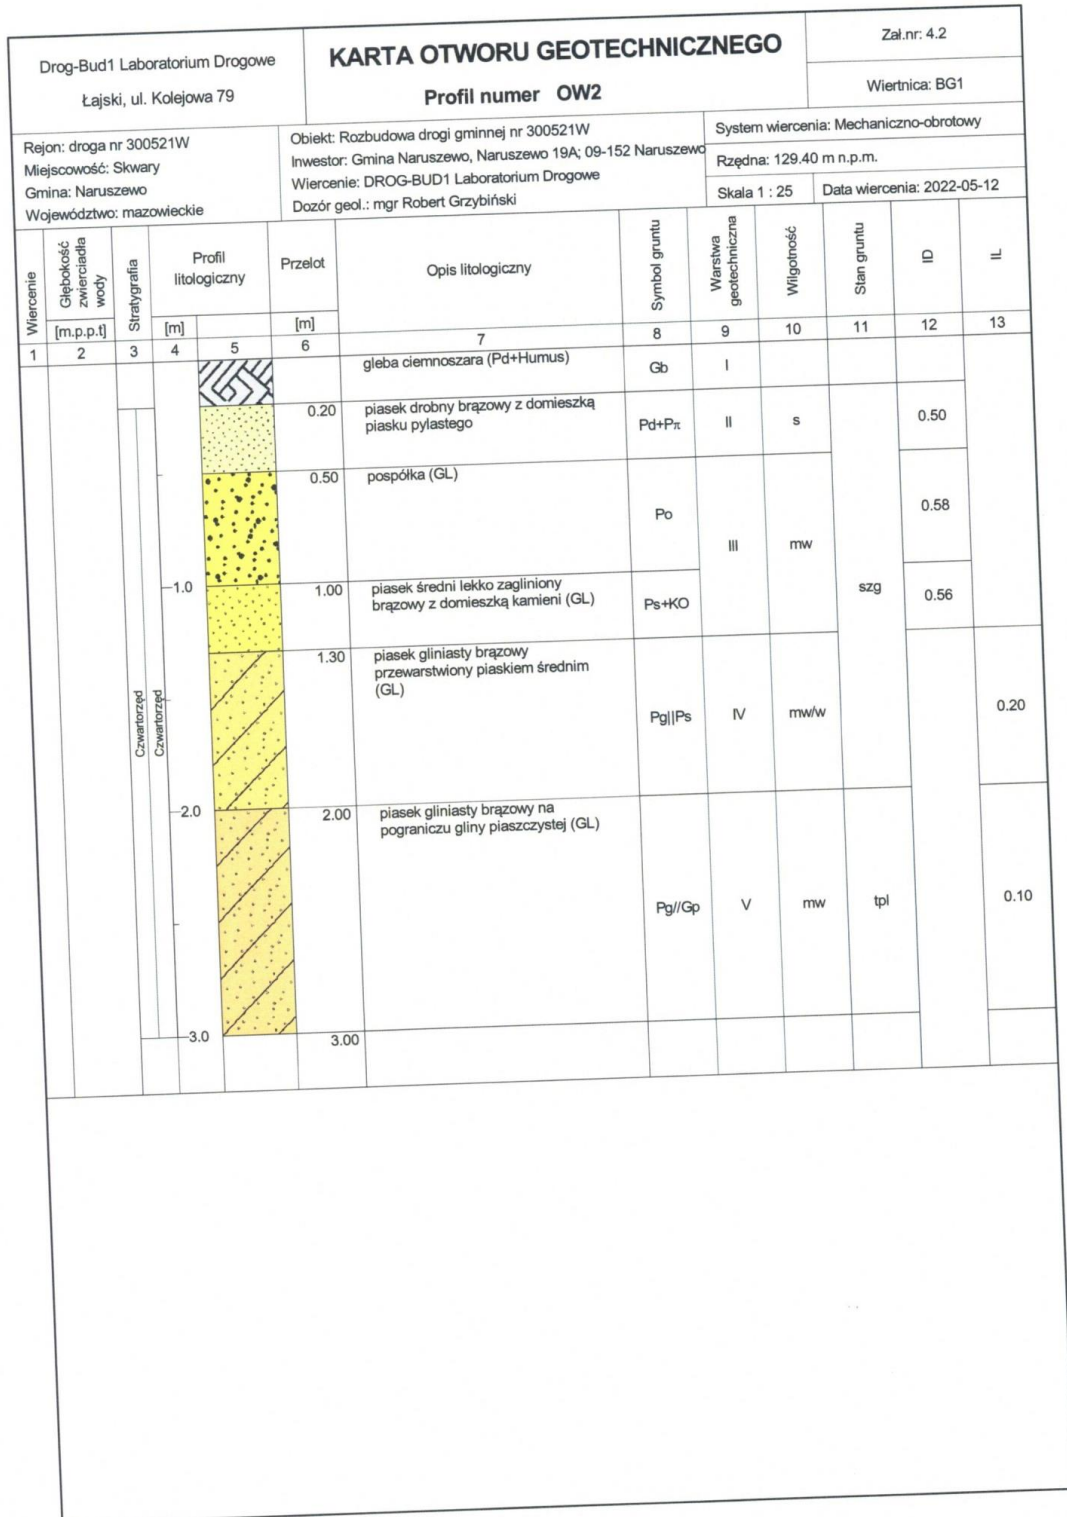 Drog-Bud1 Laboratorium Drogowe
Łajski, ul. Kolejowa 79
KARTA OTWORU GEOTECHNICZNEGO
Profil numer OW2
Zał.nr: 4.2
Wiertnica: BG1
Rejon: droga nr 300521W
Miejscowość: Skwary
Gmina: Naruszewo
Województwo: mazowieckie
Obiekt: Rozbudowa drogi gminnej nr 300521W
Inwestor: Gmina Naruszewo, Naruszewo 19A; 09-152 Naruszewo
Wiercenie: DROG-BUD1 Laboratorium Drogowe
Dozór geol.: mgr Robert Grzybiński
System wiercenia: Mechaniczno-obrotowy
Rzędna: 129.40 m n.p.m.
Skala 1 : 25
Data wiercenia: 2022-05-12
Wiercenie
Głębokość
zwierciadła
wody
[m.p.p.t]
Stratygrafia
Profil
litologiczny
[m]
Przelot
[m]
Opis litologiczny
Symbol gruntu
Warstwa
geotechniczna
Wilgotność
Stan gruntu
ID
IL
1 2 3 4 5 6 7 8 9 10 11 12 13
gleba ciemnoszara (Pd+Humus)
Gb
I
0.20
piasek drobny brązowy z domieszką
piasku pylastego
Pd+Pπ
II
s
0.50
0.50
pospółka (GL)
Po
0.58
III
mw
1.0
1.00
piasek średni lekko zagliniony
brązowy z domieszką kamieni (GL)
Ps+KO
szg
0.56
1.30
piasek gliniasty brązowy
przewarstwiony piaskiem średnim
(GL)
Pg||Ps
IV
mw/w
0.20
Czwartorzęd
Czwartorzęd
2.0
2.00
piasek gliniasty brązowy na
pograniczu gliny piaszczystej (GL)
Pg//Gp
V
mw
tpl
0.10
3.0
3.00